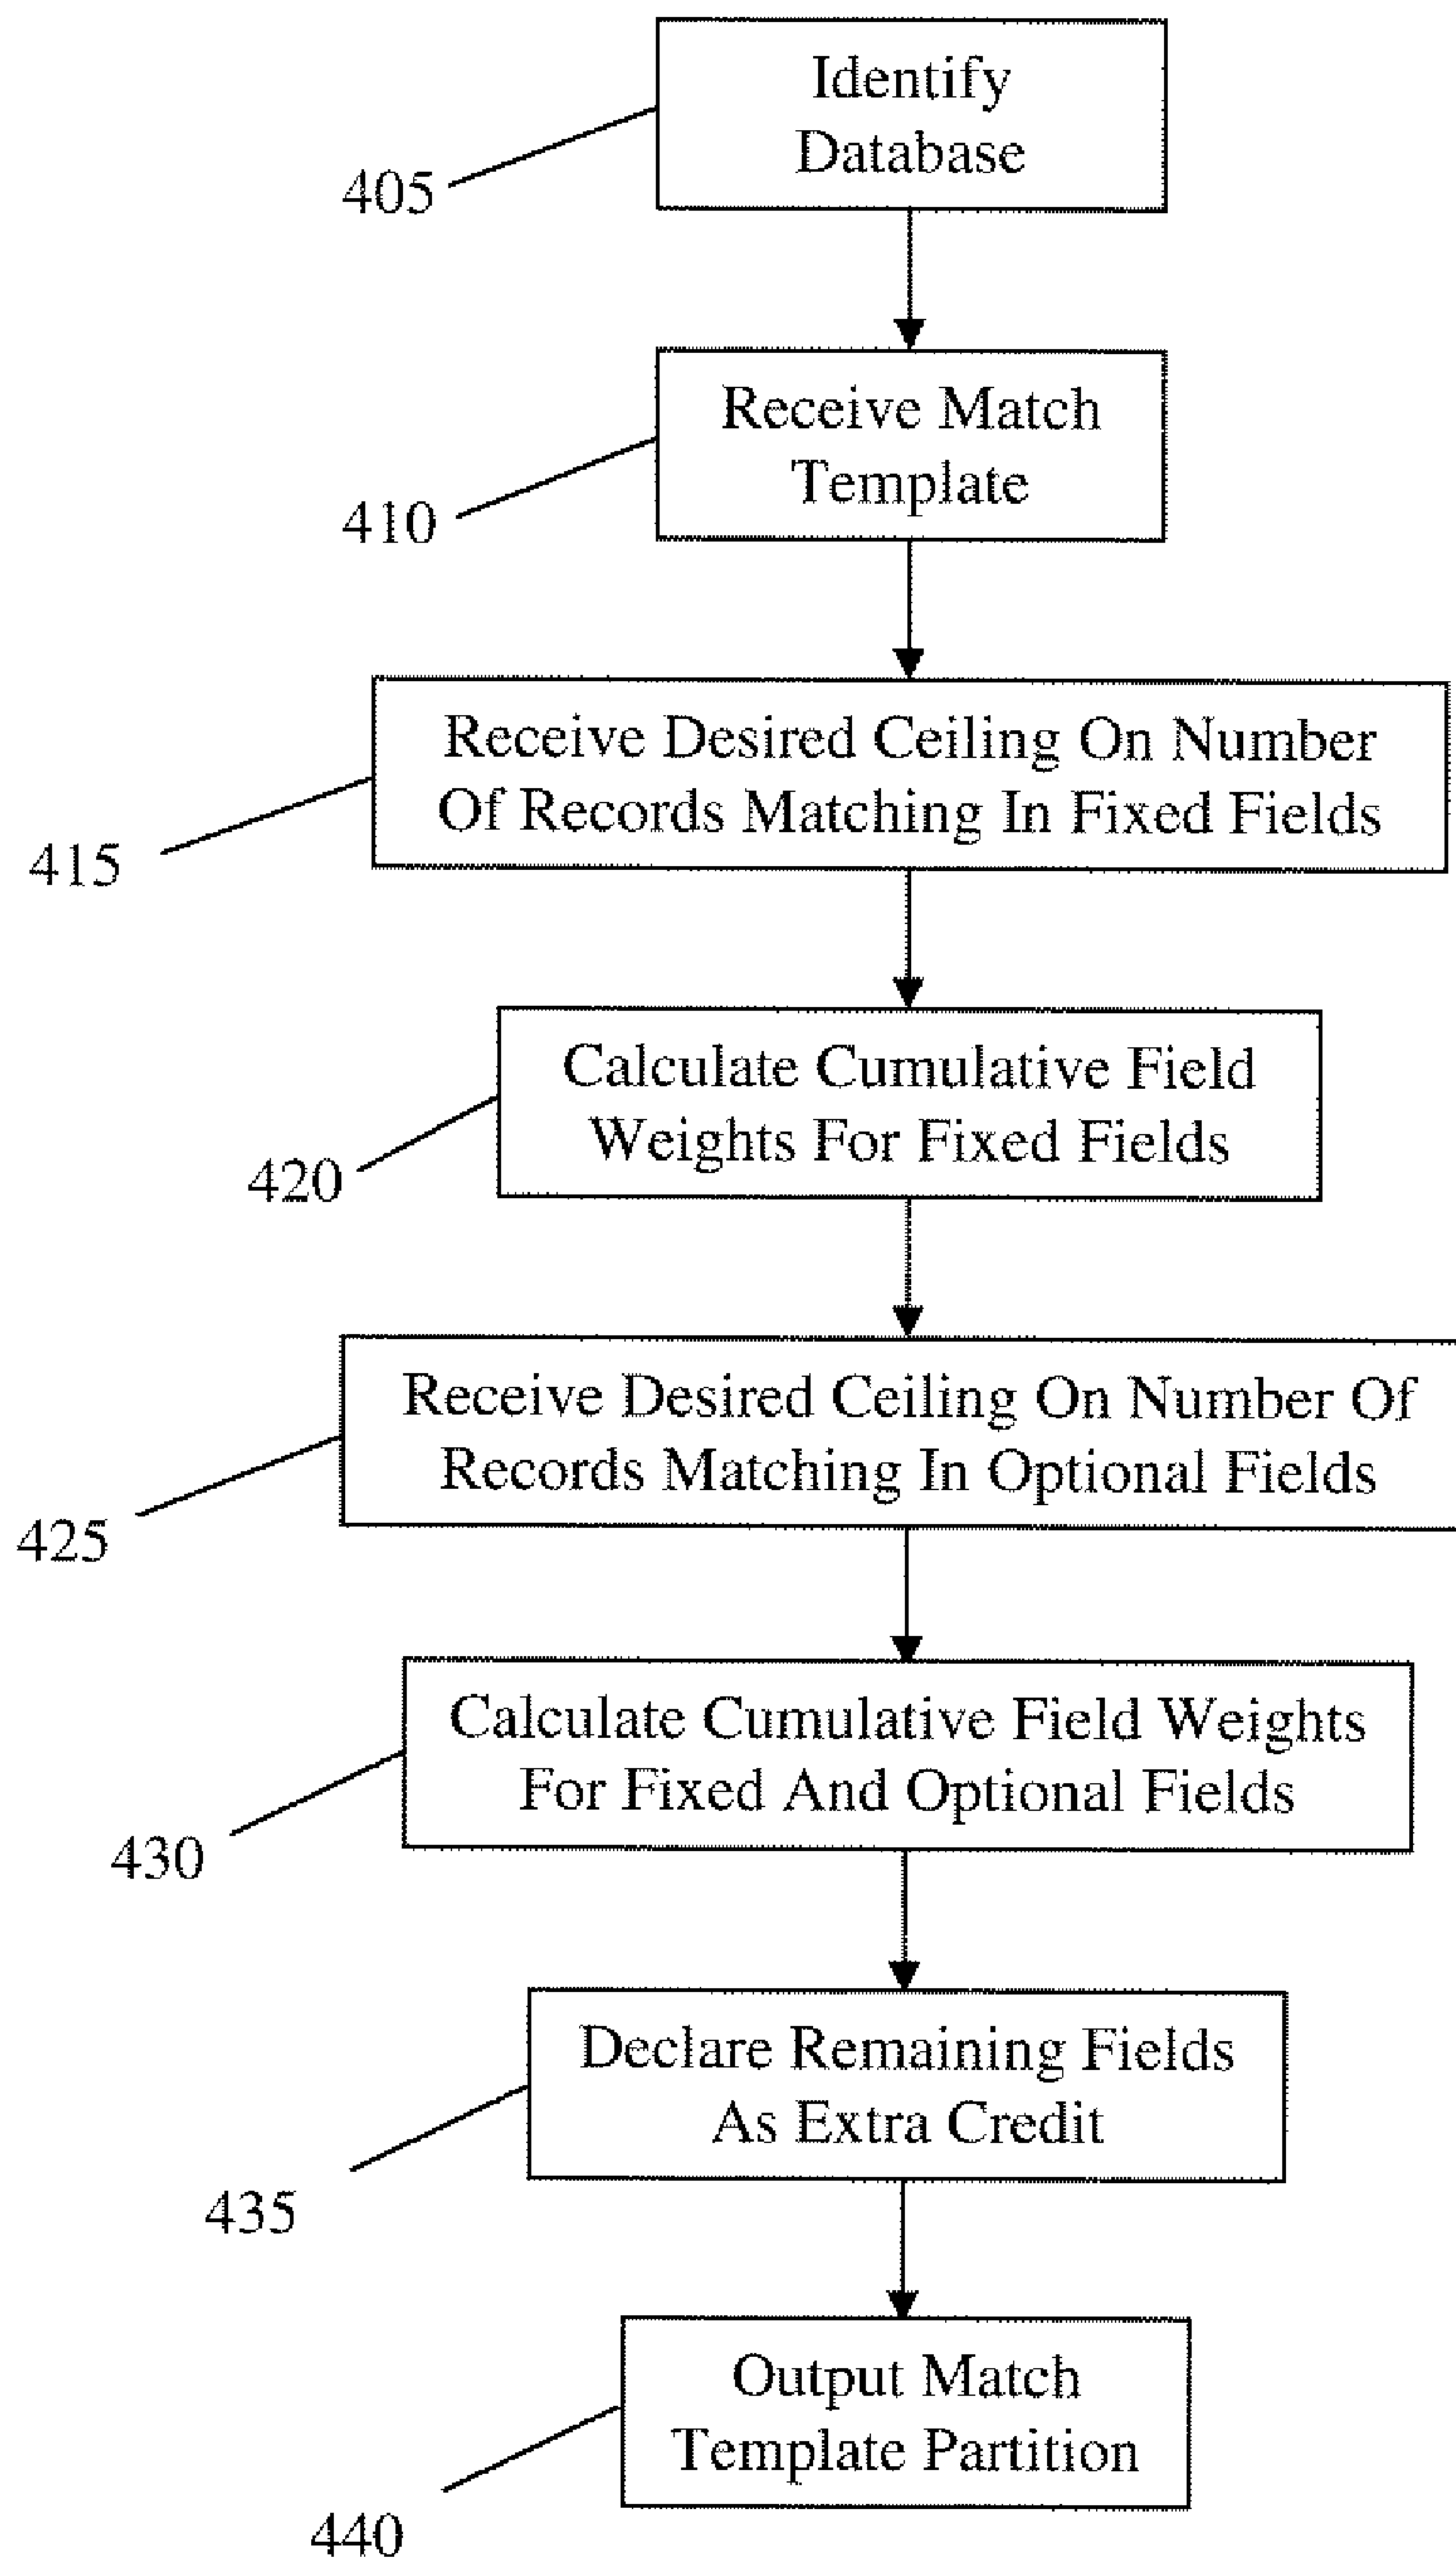 Identify
Database
405
Receive Match
Template
410
Receive Desired Ceiling On Number
Of Records Matching In Fixed Fields
415
Calculate Cumulative Field
Weights For Fixed Fields
420
Receive Desired Ceiling On Number Of
Records Matching In Optional Fields
425
Calculate Cumulative Field Weights
For Fixed And Optional Fields
430
Declare Remaining Fields
As Extra Credit
435
Output Match
Template Partition
440